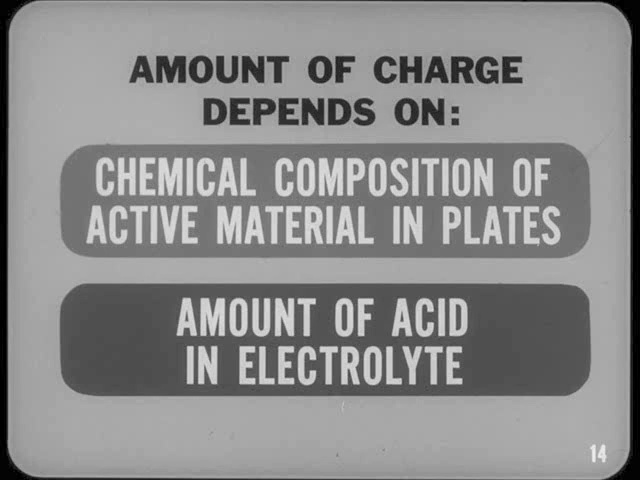 AMOUNT OF CHARGE
DEPENDS ON:
CHEMICAL COMPOSITION OF
ACTIVE MATERIAL IN PLATES
AMOUNT OF ACID
IN ELECTROLYTE
14